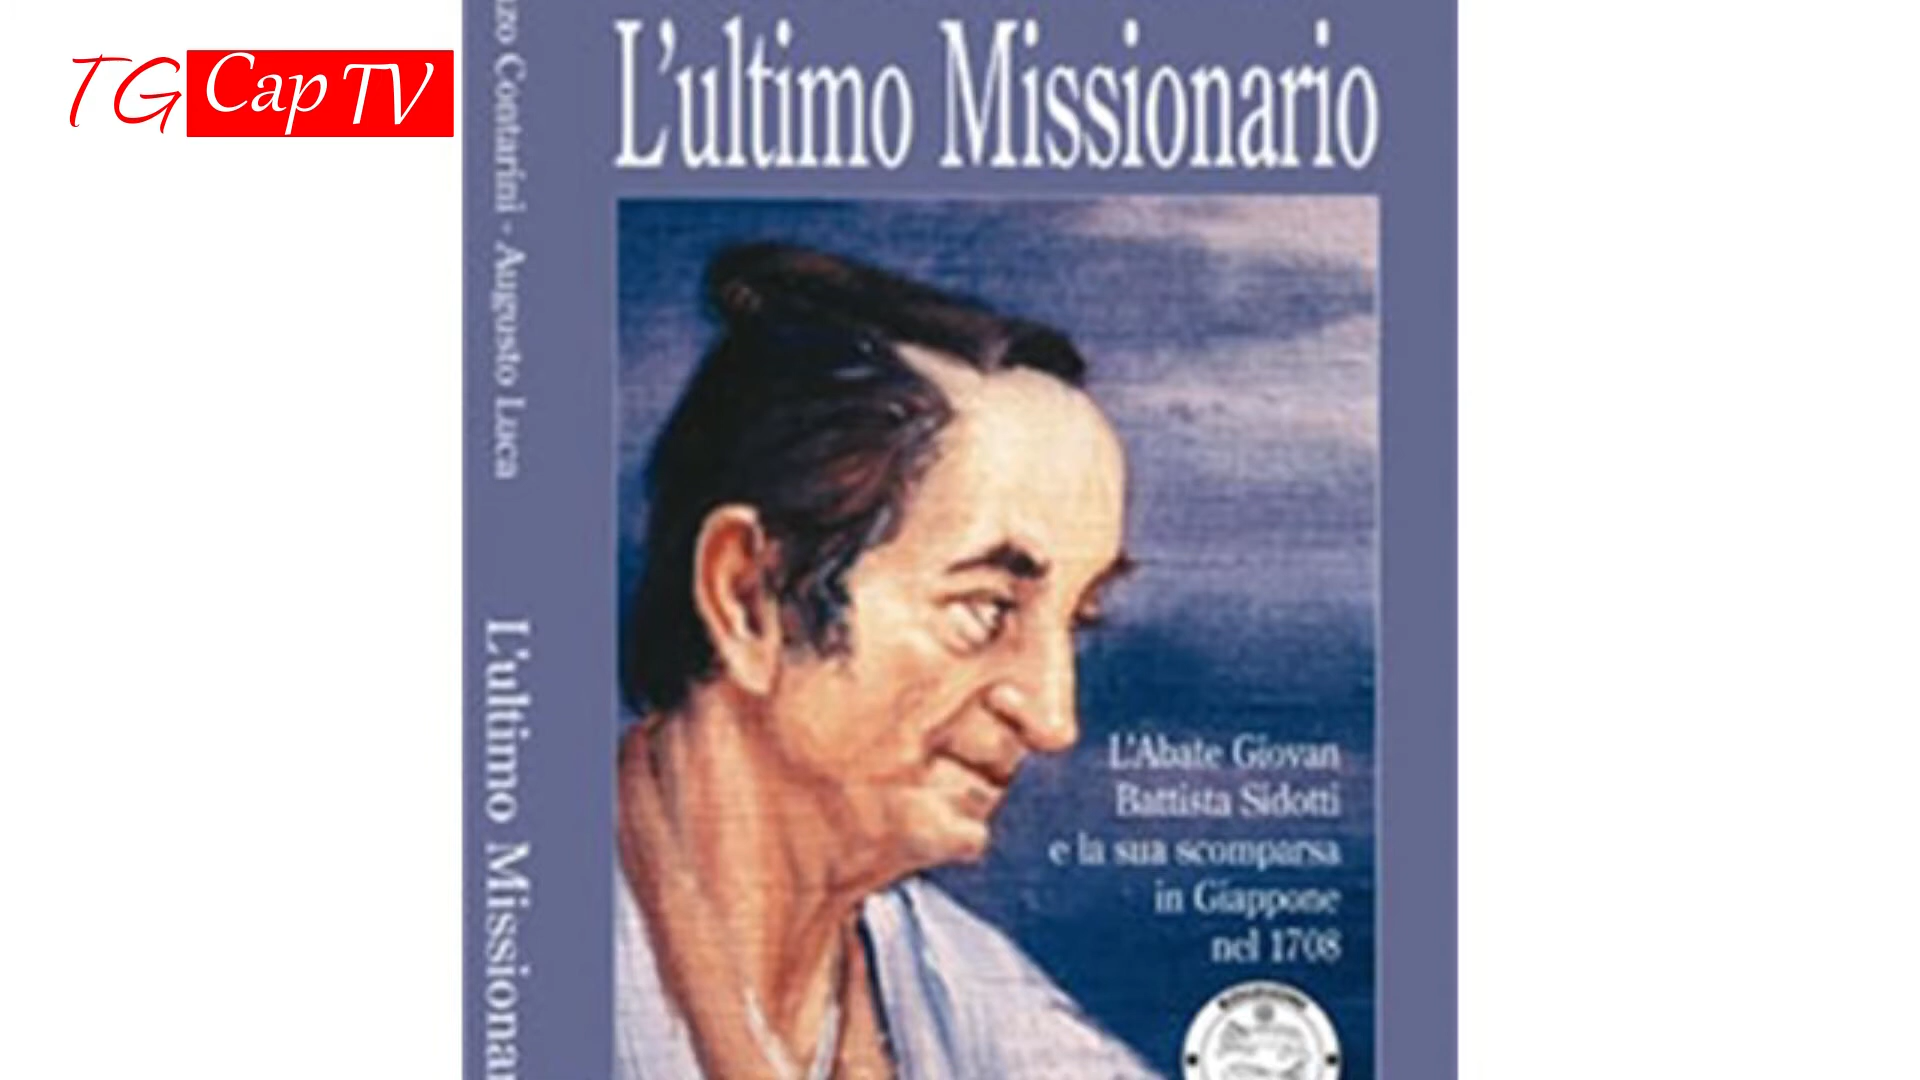 TG Cap TV
L'ultimo Missionario
Contarini - Augusto Luca
L'ultimo
L'Abate Giovan
Battista Sidotti
e la sua scomparsa
in Giappone
nel 1708